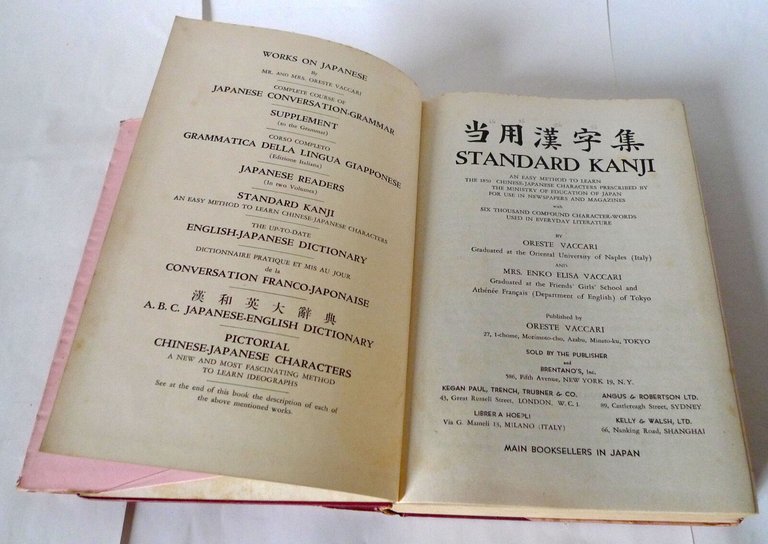 WORKS ON JAPANESE
By
MR. AND MRS. ORESTE VACCARI
COMPLETE COURSE OF
JAPANESE CONVERSATION-GRAMMAR
SUPPLEMENT
(to the Grammar)
CORSO COMPLETO
GRAMMATICA DELLA LINGUA GIAPPONESE
(Edizione Italiana)
JAPANESE READERS
(In two Volumes)
STANDARD KANJI
AN EASY METHOD TO LEARN CHINESE-JAPANESE CHARACTERS
THE UP-TO-DATE
ENGLISH-JAPANESE DICTIONARY
DICTIONNAIRE PRATIQUE ET MIS AU JOUR
de la
CONVERSATION FRANCO-JAPONAISE
漢和英大辭典
A.B.C. JAPANESE-ENGLISH DICTIONARY
PICTORIAL
CHINESE-JAPANESE CHARACTERS
A NEW AND MOST FASCINATING METHOD
TO LEARN IDEOGRAPHS
See at the end of this book the description of each of
the above mentioned works.
当用漢字集
STANDARD KANJI
AN EASY METHOD TO LEARN
THE 1850 CHINESE-JAPANESE CHARACTERS PRESCRIBED BY
THE MINISTRY OF EDUCATION OF JAPAN
FOR USE IN NEWSPAPERS AND MAGAZINES
with
SIX THOUSAND COMPOUND CHARACTER-WORDS
USED IN EVERYDAY LITERATURE
BY
ORESTE VACCARI
Graduated at the Oriental University of Naples (Italy)
AND
MRS. ENKO ELISA VACCARI
Graduated at the Friends' Girls' School and
Athénée Français (Department of English) of Tokyo
Published by
ORESTE VACCARI
27, 1-chome, Morimoto-cho, Azabu, Minato-ku, TOKYO
SOLD BY THE PUBLISHER
and
BRENTANO'S, Inc.
586, Fifth Avenue, NEW YORK 19, N.Y.
KEGAN PAUL, TRENCH, TRUBNER & CO.
43, Great Russell Street, LONDON, W.C.1
ANGUS & ROBERTSON LTD.
89, Castlereagh Street, SYDNEY
LIBRERIA HOEPLI
Via G. Mameli 13, MILANO (ITALY)
KELLY & WALSH, LTD.
66, Nanking Road, SHANGHAI
MAIN BOOKSELLERS IN JAPAN